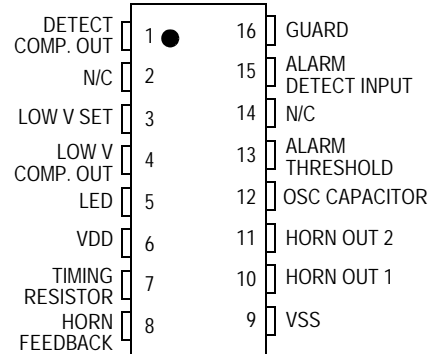 DETECT
COMP. OUT
1
16
GUARD
N/C
2
15
ALARM
DETECT INPUT
LOW V SET
3
14
N/C
LOW V
COMP. OUT
4
13
ALARM
THRESHOLD
LED
5
12
OSC CAPACITOR
VDD
6
11
HORN OUT 2
TIMING
RESISTOR
7
10
HORN OUT 1
HORN
FEEDBACK
8
9
VSS